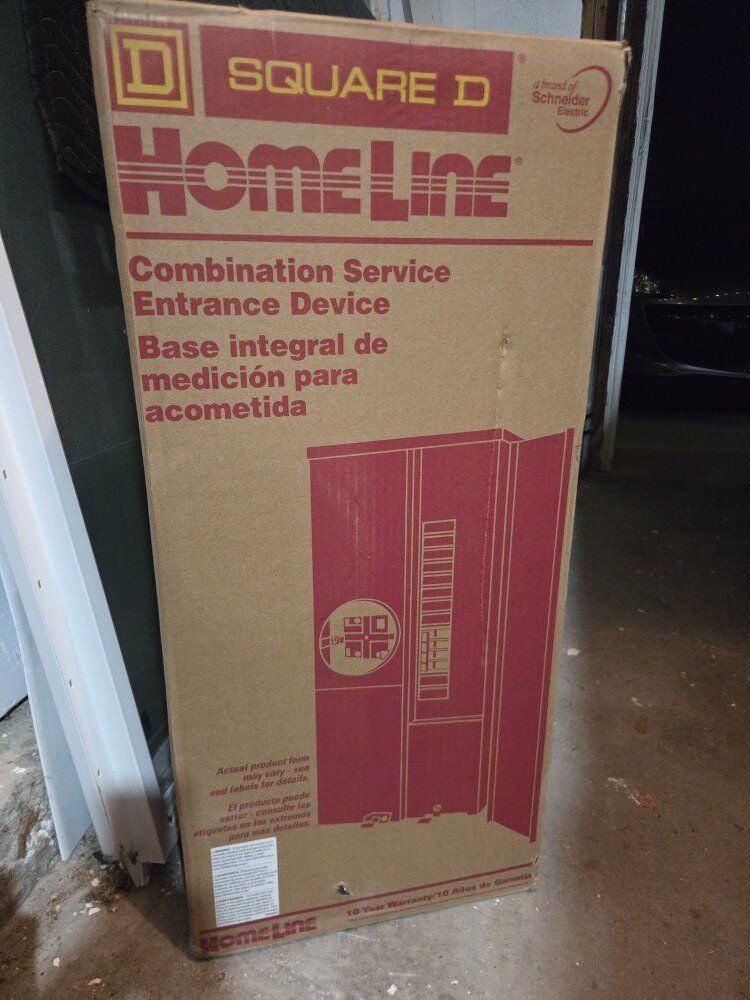 D
SQUARE D
®
a brand of
Schneider
Electric
HOMELINE®
Combination Service
Entrance Device
Base integral de
medición para
acometida
Actual product form
may vary - see
end labels for details.
El producto puede
variar - consulte las
etiquetas en los extremos
para más detalles.
10 Year Warranty/10 Años de Garantía
HOMELINE